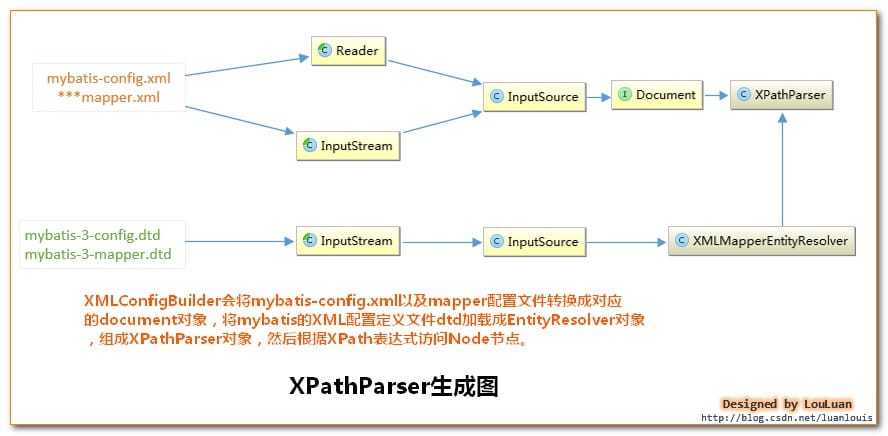 mybatis-config.xml
***mapper.xml
Reader
InputStream
InputSource
Document
XPathParser
mybatis-3-config.dtd
mybatis-3-mapper.dtd
InputStream
InputSource
XMLMapperEntityResolver
XMLConfigBuilder会将mybatis-config.xml以及mapper配置文件转换成对应
的document对象，将mybatis的XML配置定义文件dtd加载成EntityResolver对象
，组成XPathParser对象，然后根据XPath表达式访问Node节点。
XPathParser生成图
Designed by LouLuan
http://blog.csdn.net/luanlouis